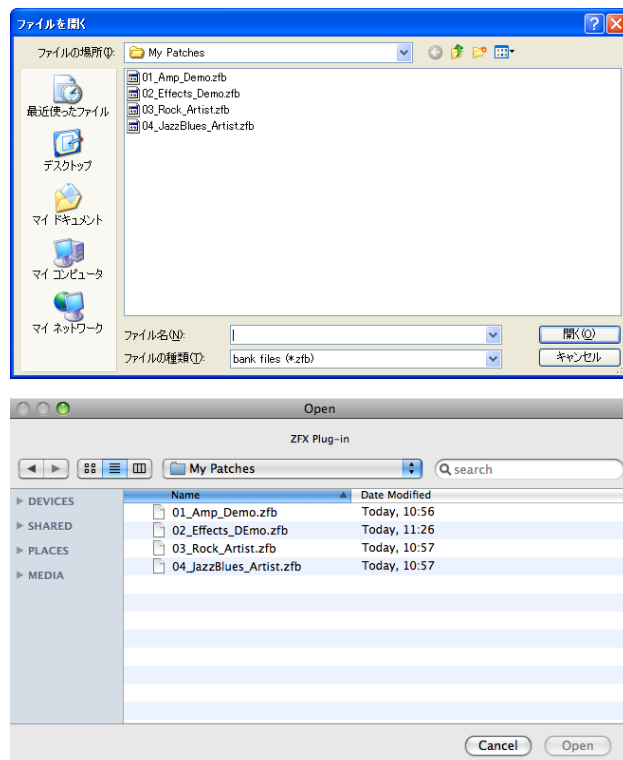 ファイルを開く
ファイルの場所(I):
My Patches
最近使ったファイル
デスクトップ
マイ ドキュメント
マイ コンピュータ
マイ ネットワーク
01_Amp_Demo.zfb
02_Effects_Demo.zfb
03_Rock_Artist.zfb
04_JazzBlues_Artist.zfb
ファイル名(N):
開く(O)
ファイルの種類(T):
bank files (*.zfb)
キャンセル
Open
ZFX Plug-in
My Patches
search
DEVICES
SHARED
PLACES
MEDIA
Name Date Modified
01_Amp_Demo.zfb Today, 10:56
02_Effects_DEmo.zfb Today, 11:26
03_Rock_Artist.zfb Today, 10:57
04_JazzBlues_Artist.zfb Today, 10:57
Cancel Open